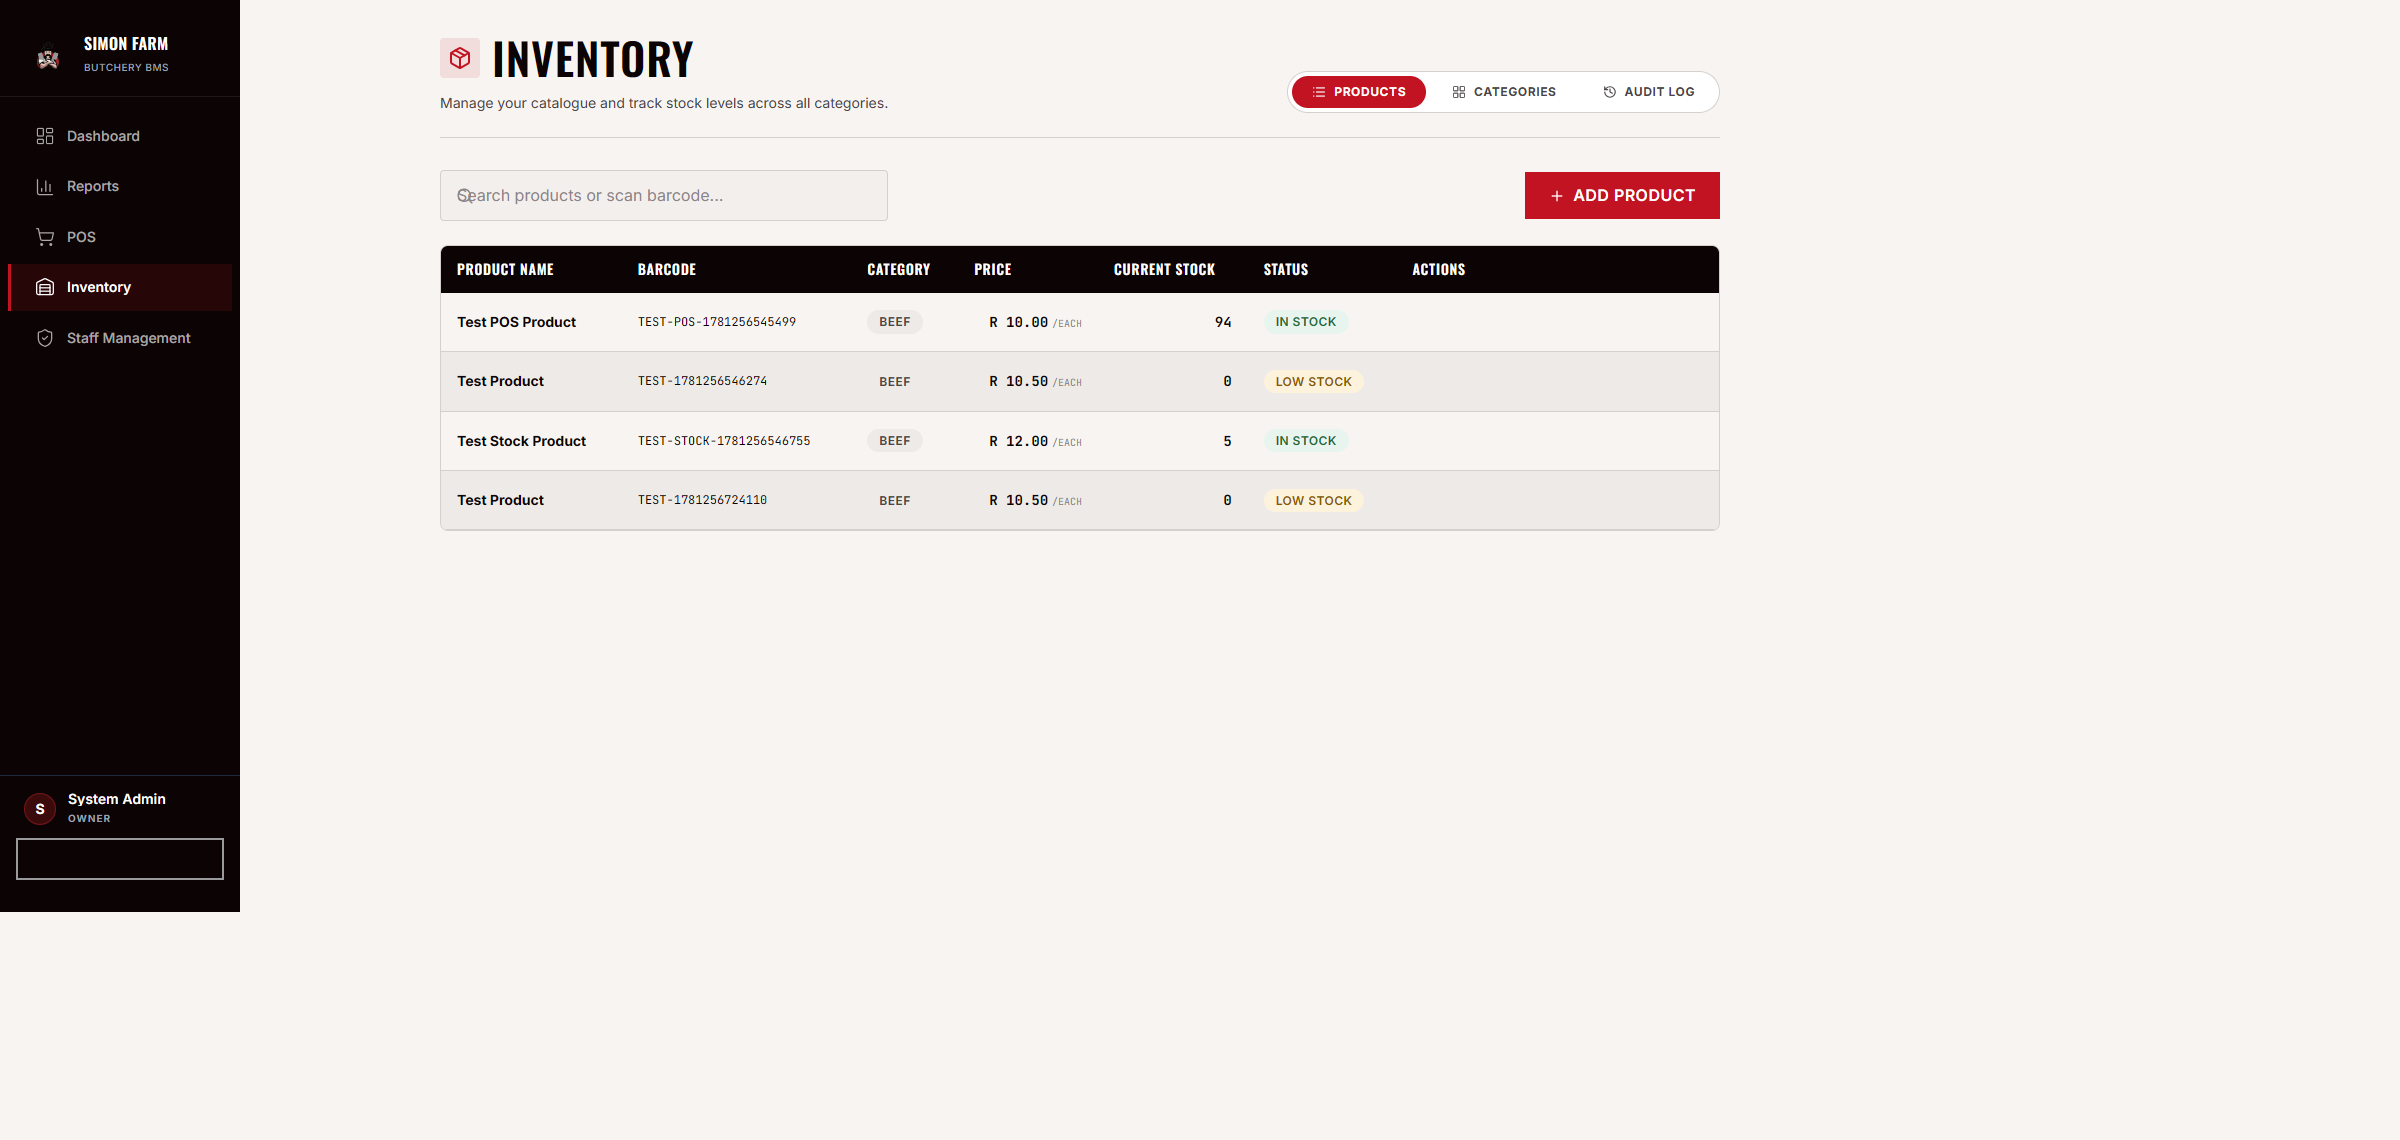 SIMON FARM
BUTCHERY BMS
Dashboard
Reports
POS
Inventory
Staff Management
System Admin
S
OWNER
INVENTORY
Manage your catalogue and track stock levels across all categories.
PRODUCTS CATEGORIES AUDIT LOG
Search products or scan barcode...
+ ADD PRODUCT
PRODUCT NAME BARCODE CATEGORY PRICE CURRENT STOCK STATUS ACTIONS
Test POS Product TEST-POS-1781256545499 BEEF R 10.00 /EACH 94 IN STOCK
Test Product TEST-1781256546274 BEEF R 10.50 /EACH 0 LOW STOCK
Test Stock Product TEST-STOCK-1781256546755 BEEF R 12.00 /EACH 5 IN STOCK
Test Product TEST-1781256724110 BEEF R 10.50 /EACH 0 LOW STOCK